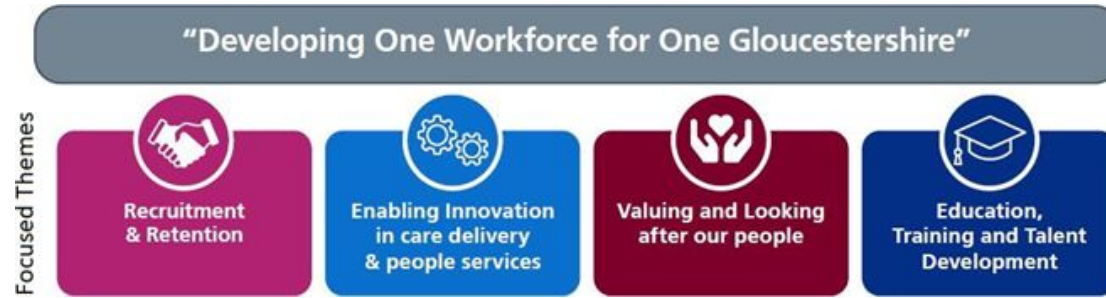 “Developing One Workforce for One Gloucestershire”
Focused Themes
Recruitment
& Retention
Enabling Innovation
in care delivery
& people services
Valuing and Looking
after our people
Education,
Training and Talent
Development